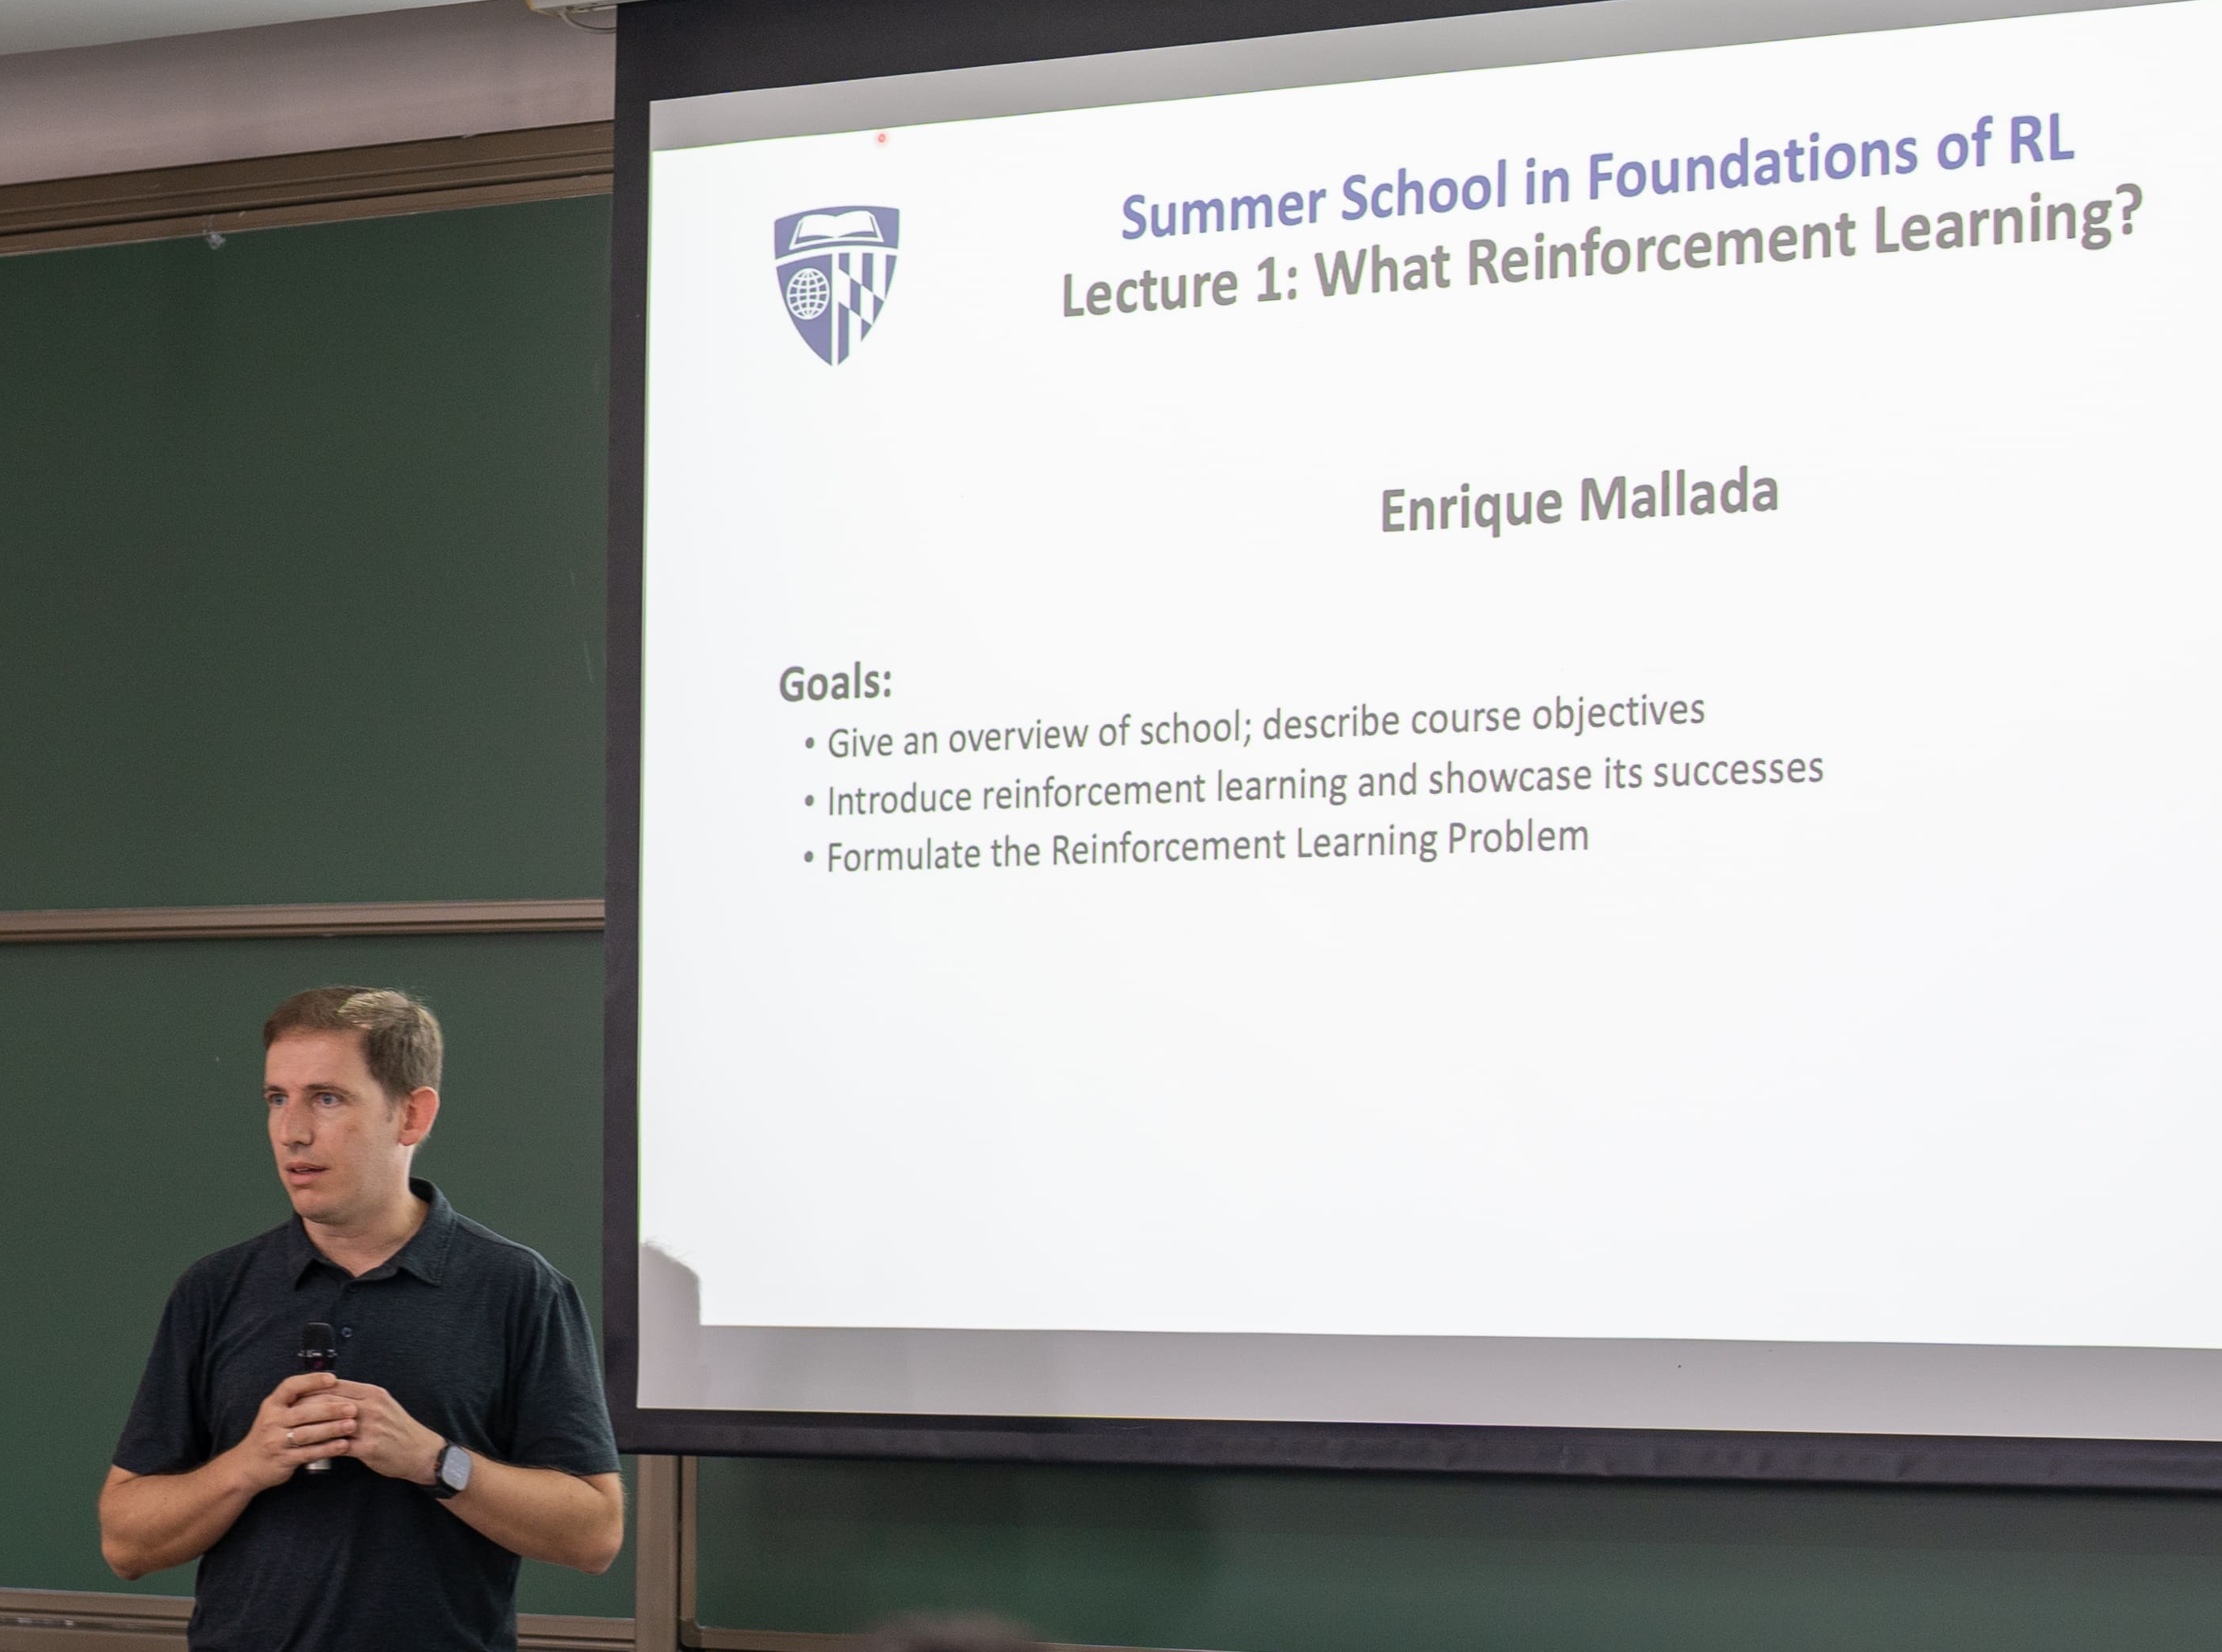 Summer School in Foundations of RL
Lecture 1: What Reinforcement Learning?
Enrique Mallada
Goals:
• Give an overview of school; describe course objectives
• Introduce reinforcement learning and showcase its successes
• Formulate the Reinforcement Learning Problem